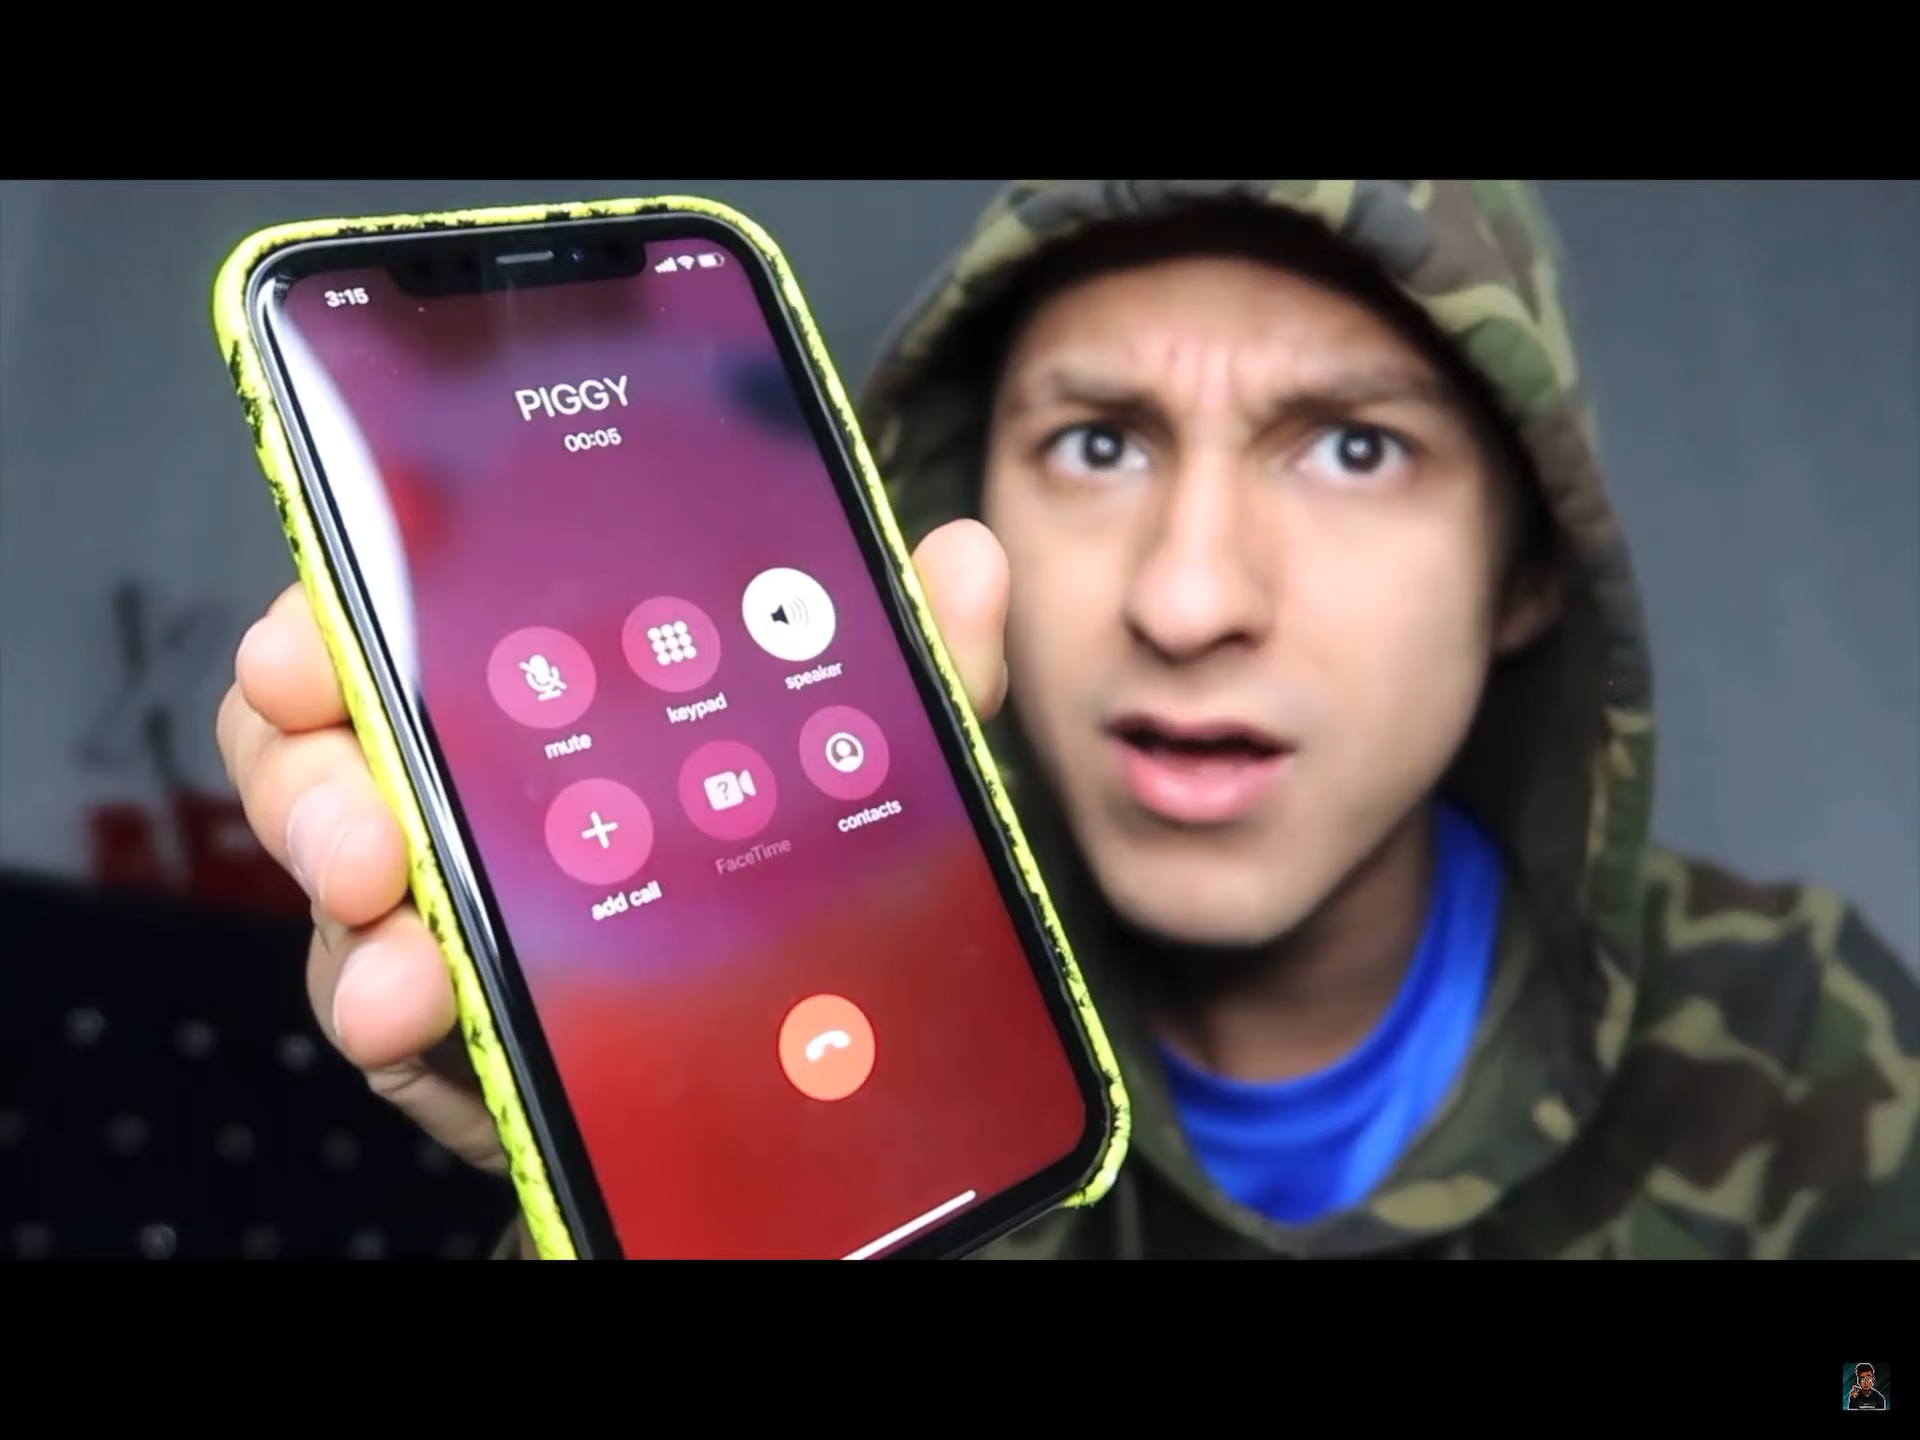 3:15
PIGGY
00:05
mute
keypad
speaker
add call
FaceTime
contacts